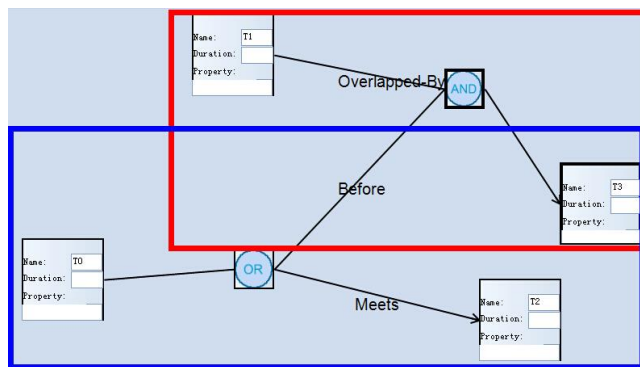 Name: T1
Duration:
Property:
Overlapped-By
AND
Before
Name: T3
Duration:
Property:
Name: T0
Duration:
Property:
OR
Meets
Name: T2
Duration:
Property: